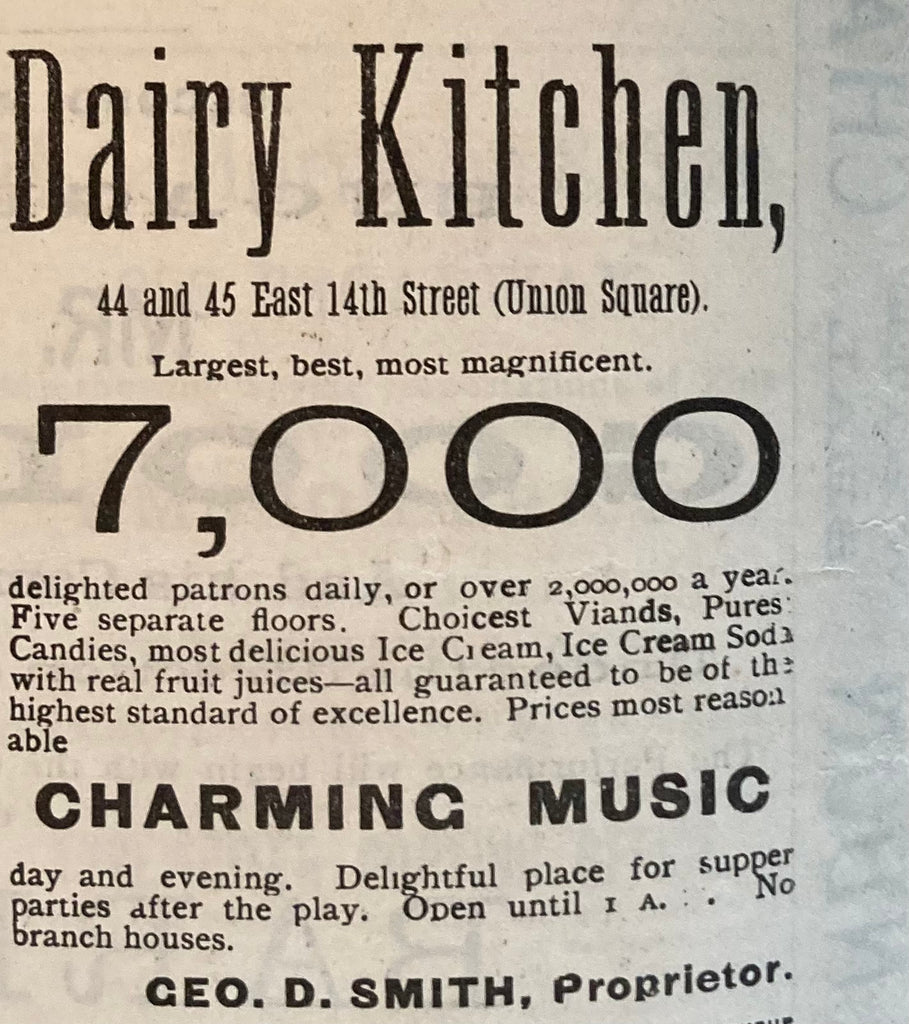 Dairy Kitchen,
44 and 45 East 14th Street (Union Square).
Largest, best, most magnificent.
7,000
delighted patrons daily, or over 2,000,000 a year.
Five separate floors. Choicest Viands, Pures
Candies, most delicious Ice Cream, Ice Cream Soda
with real fruit juices—all guaranteed to be of the
highest standard of excellence. Prices most reason
able
CHARMING MUSIC
day and evening. Delightful place for supper
parties after the play. Open until 1 A. . No
branch houses.
GEO. D. SMITH, Proprietor.